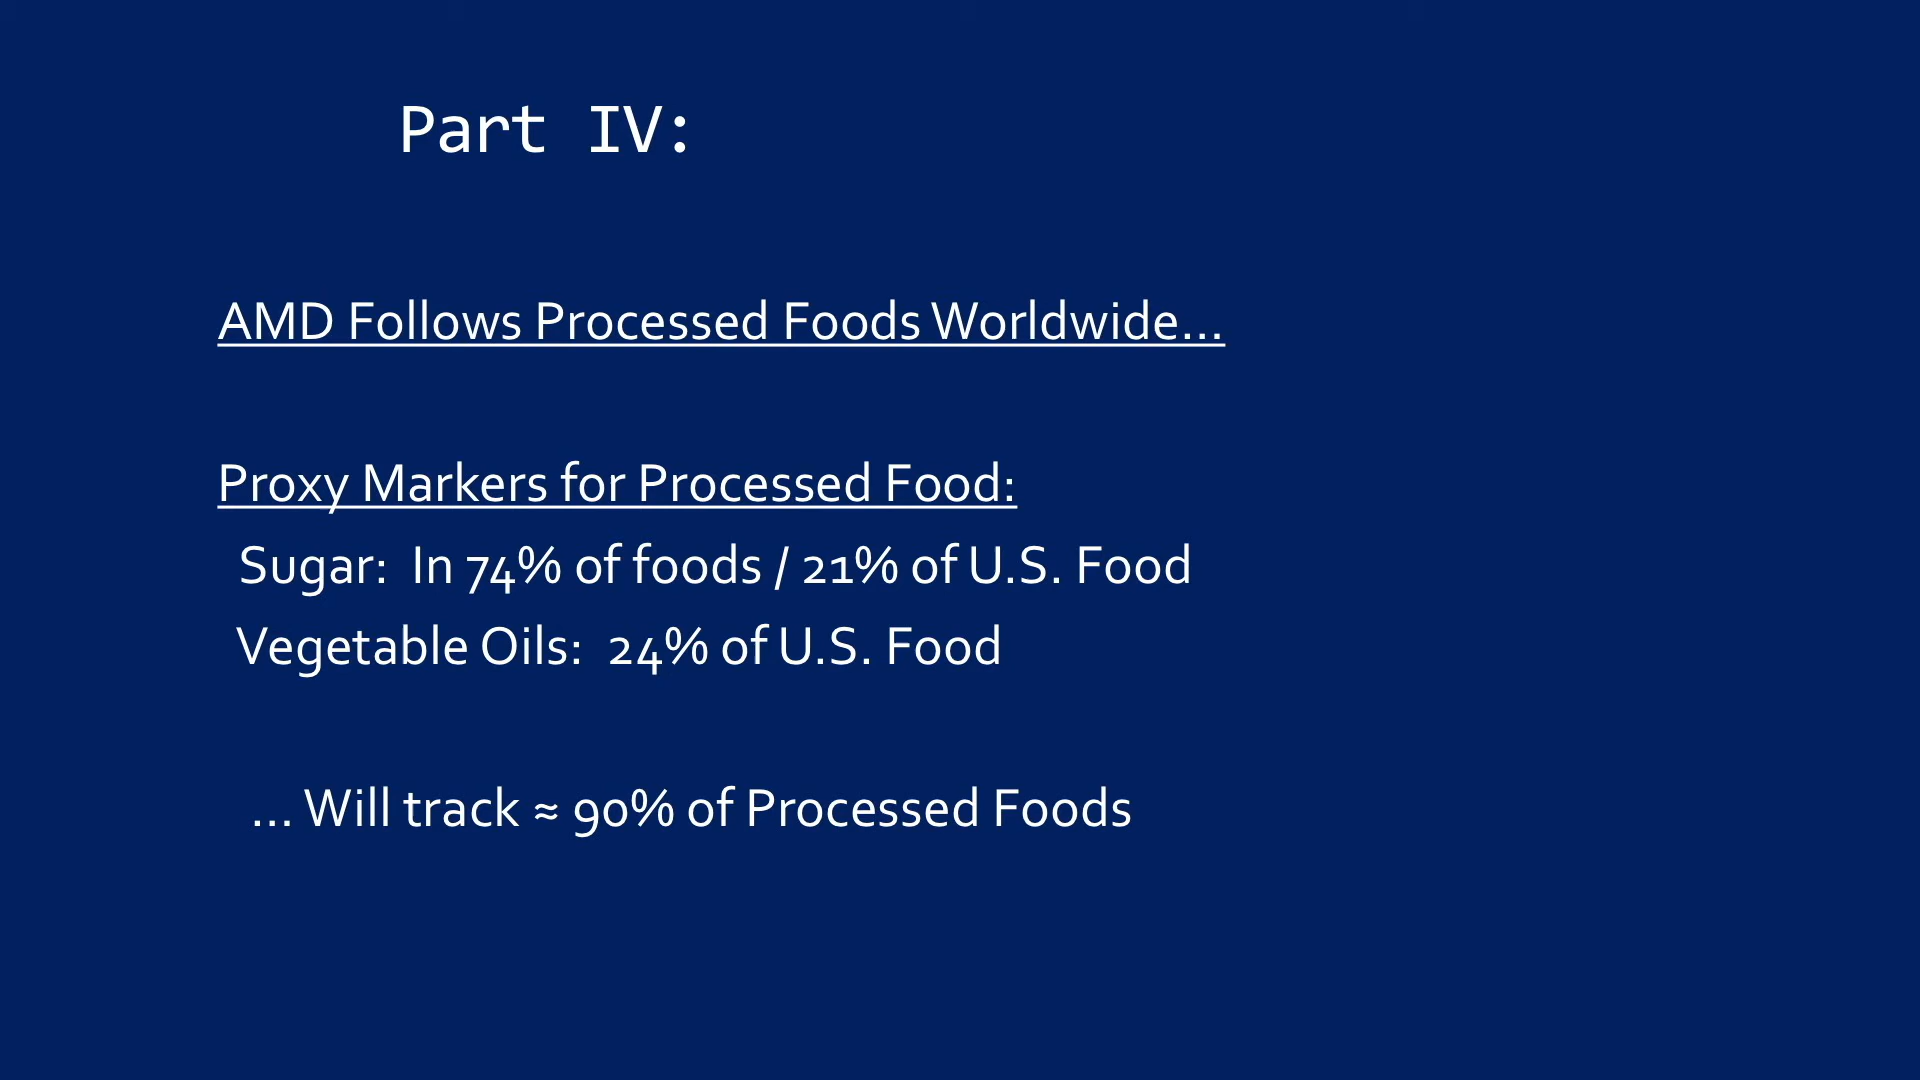 Part IV:
AMD Follows Processed Foods Worldwide…
Proxy Markers for Processed Food:
Sugar: In 74% of foods / 21% of U.S. Food
Vegetable Oils: 24% of U.S. Food
… Will track ≈ 90% of Processed Foods